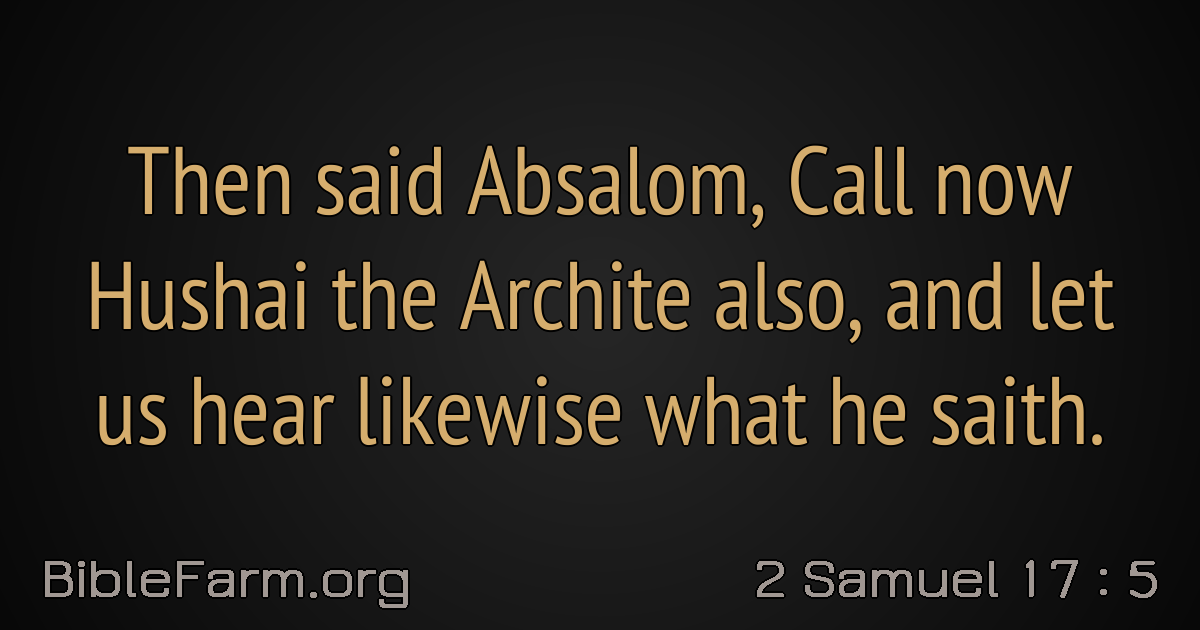 Then said Absalom, Call now
Hushai the Archite also, and let
us hear likewise what he saith.
BibleFarm.org
2 Samuel 17 : 5